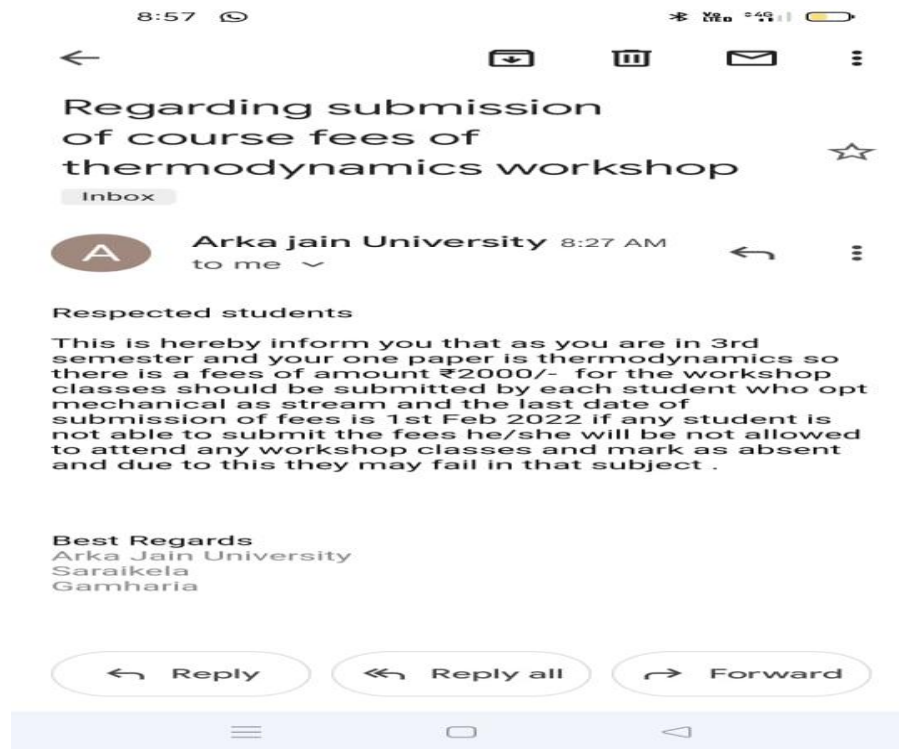 8:57
Regarding submission
of course fees of
thermodynamics workshop
Inbox
A
Arka jain University 8:27 AM
to me
Respected students
This is hereby inform you that as you are in 3rd
semester and your one paper is thermodynamics so
there is a fees of amount ₹2000/-  for the workshop
classes should be submitted by each student who opt
mechanical as stream and the last date of
submission of fees is 1st Feb 2022 if any student is
not able to submit the fees he/she will be not allowed
to attend any workshop classes and mark as absent
and due to this they may fail in that subject .
Best Regards
Arka Jain University
Saraikela
Gamharia
Reply
Reply all
Forward